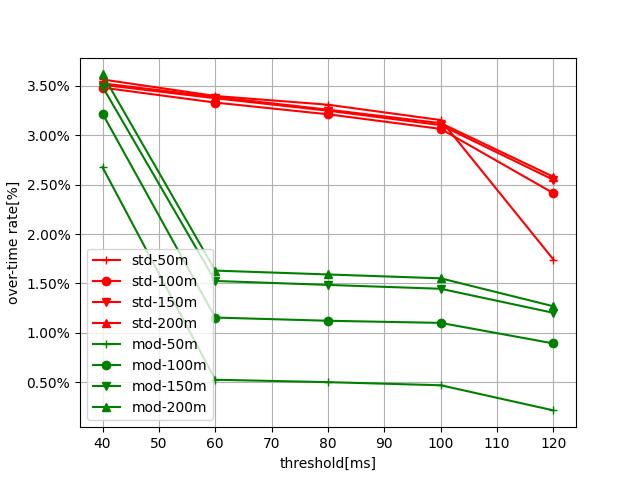 3.50%
3.00%
2.50%
2.00%
1.50%
1.00%
0.50%
over-time rate[%]
std-50m
std-100m
std-150m
std-200m
mod-50m
mod-100m
mod-150m
mod-200m
40 50 60 70 80 90 100 110 120
threshold[ms]